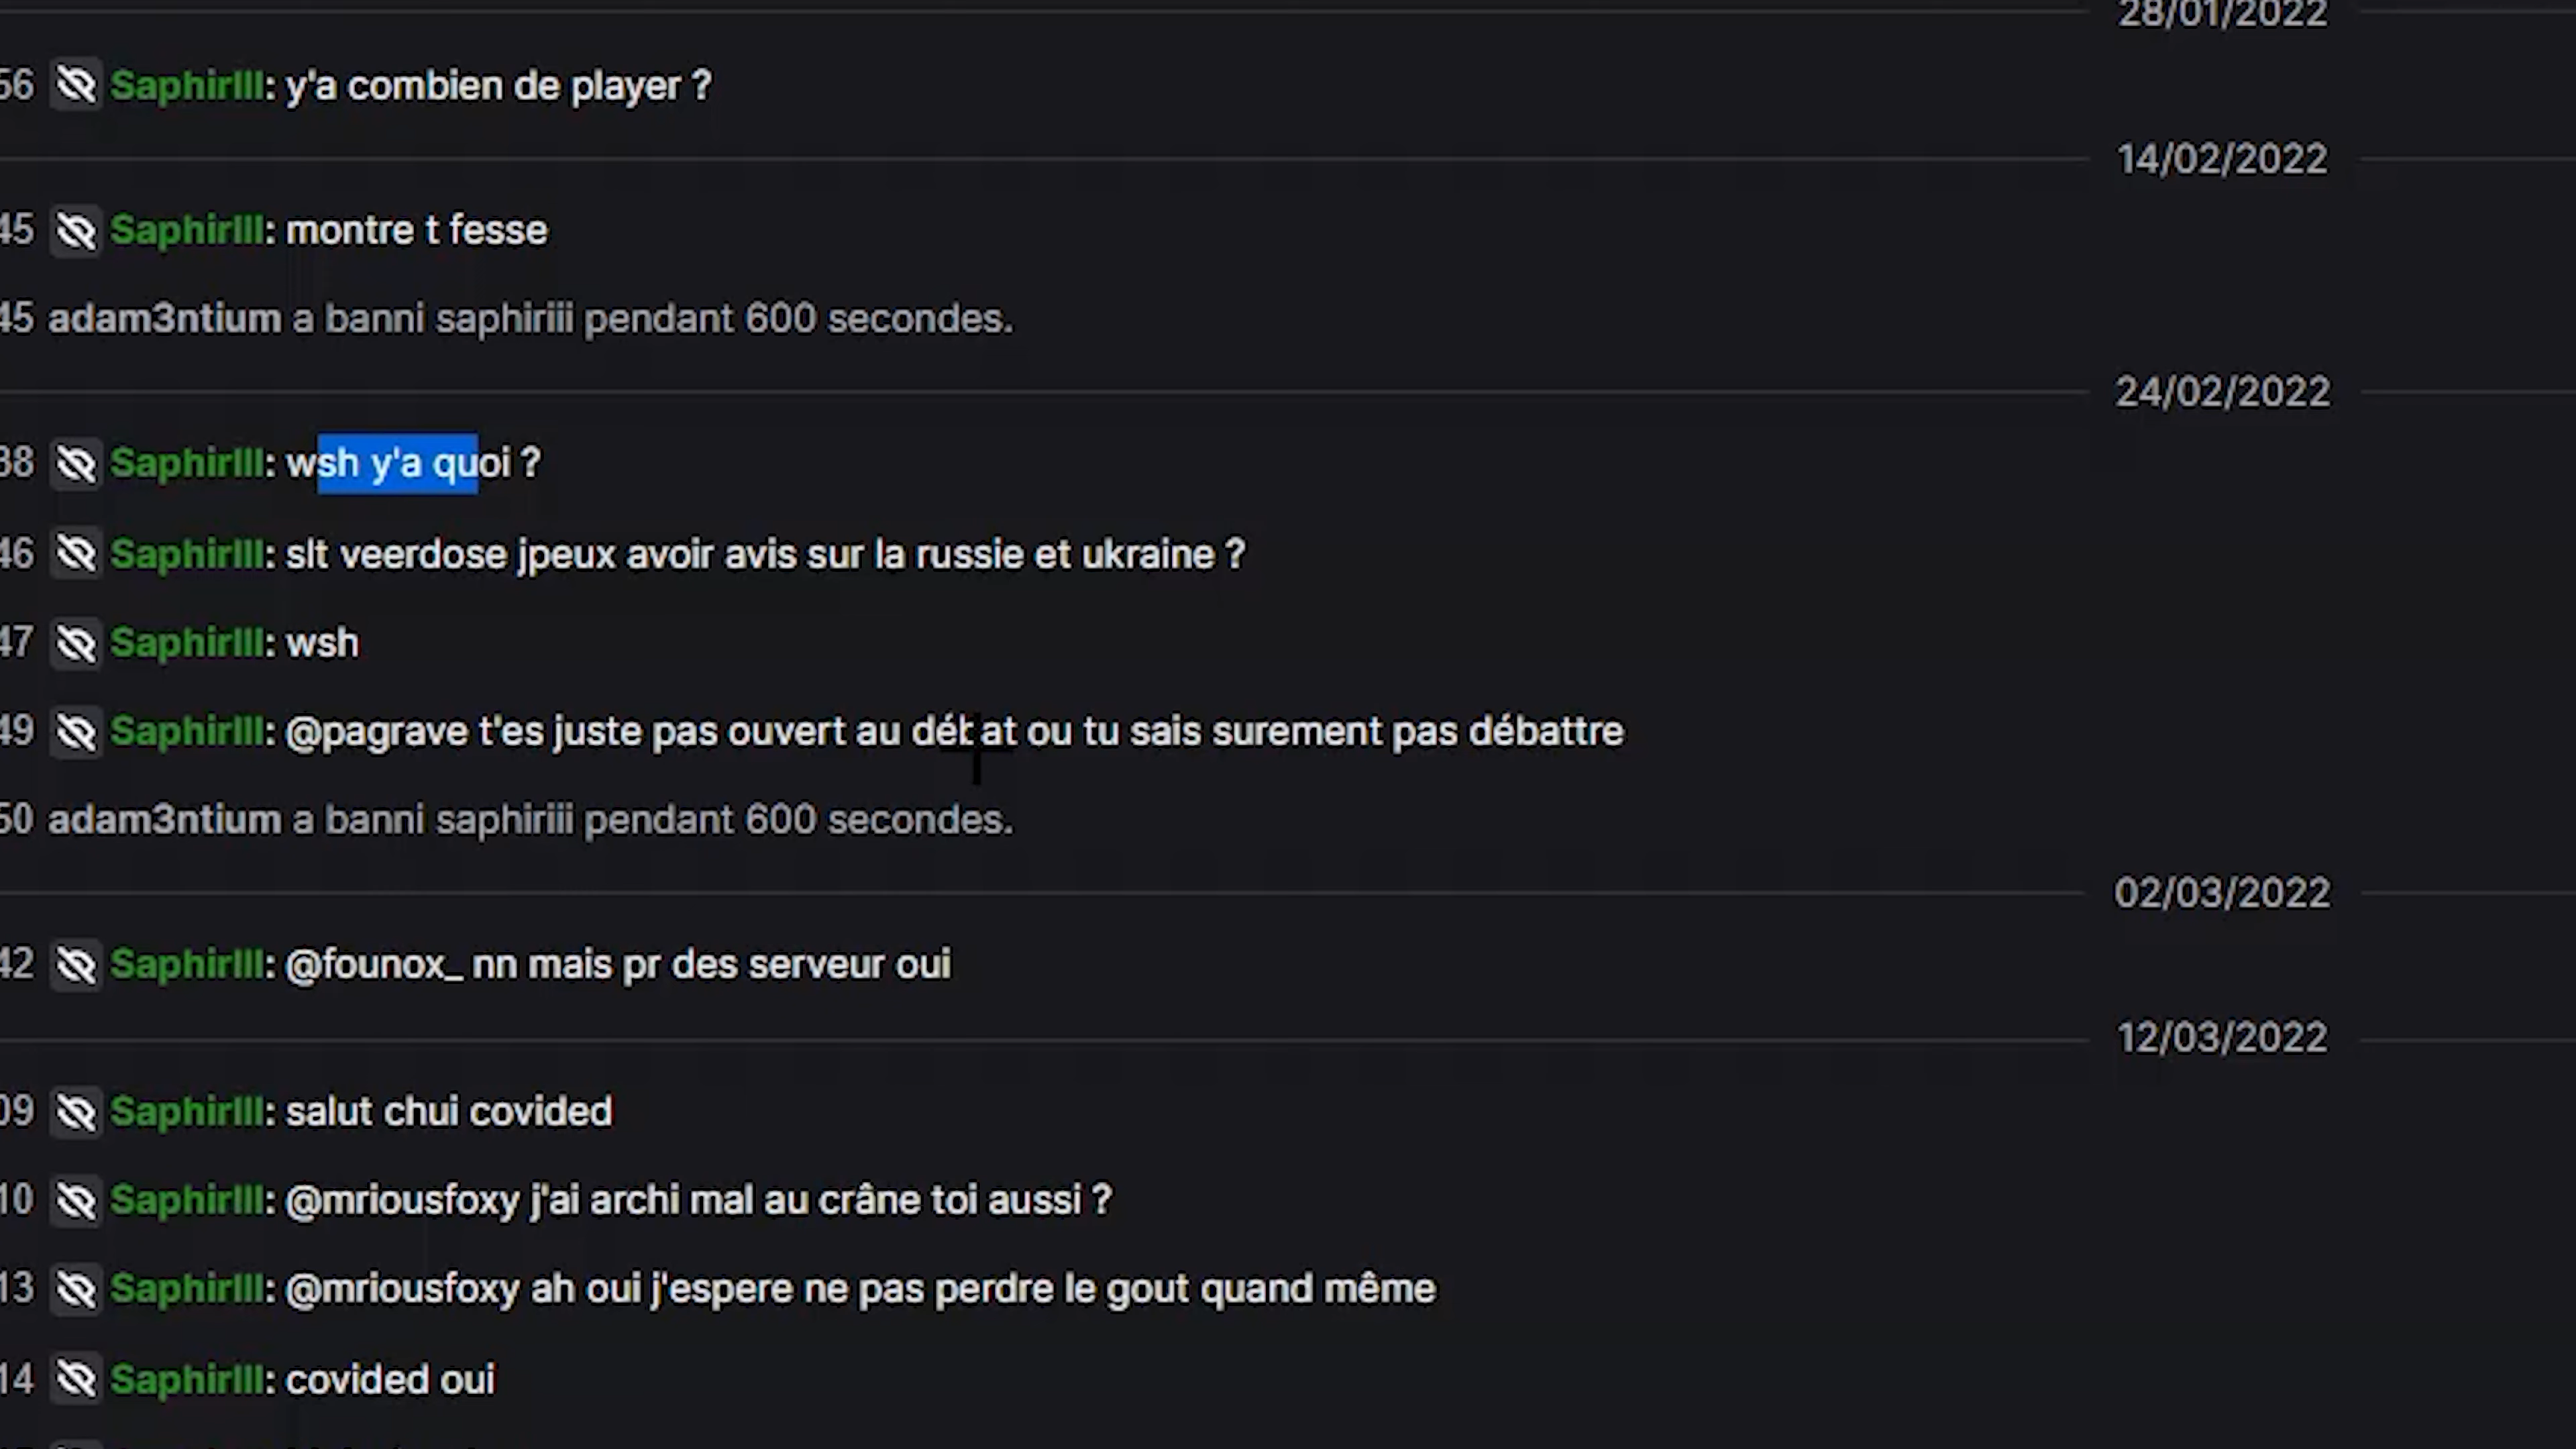 28/01/2022
56 SaphirIII: y'a combien de player ?
14/02/2022
45 SaphirIII: montre t fesse
45 adam3ntium a banni saphiriii pendant 600 secondes.
24/02/2022
38 SaphirIII: wsh y'a quoi ?
46 SaphirIII: slt veerdose jpeux avoir avis sur la russie et ukraine ?
47 SaphirIII: wsh
49 SaphirIII: @pagrave t'es juste pas ouvert au débat ou tu sais surement pas débattre
50 adam3ntium a banni saphiriii pendant 600 secondes.
02/03/2022
42 SaphirIII: @founox_ nn mais pr des serveur oui
12/03/2022
09 SaphirIII: salut chui covided
10 SaphirIII: @mriousfoxy j'ai archi mal au crâne toi aussi ?
13 SaphirIII: @mriousfoxy ah oui j'espere ne pas perdre le gout quand même
14 SaphirIII: covided oui